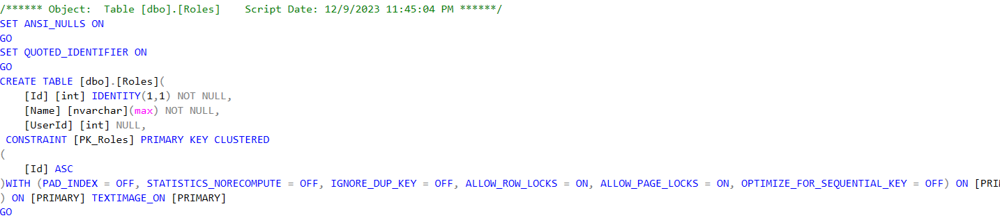 /****** Object:  Table [dbo].[Roles]    Script Date: 12/9/2023 11:45:04 PM ******/
SET ANSI_NULLS ON
GO
SET QUOTED_IDENTIFIER ON
GO
CREATE TABLE [dbo].[Roles](
    [Id] [int] IDENTITY(1,1) NOT NULL,
    [Name] [nvarchar](max) NOT NULL,
    [UserId] [int] NULL,
 CONSTRAINT [PK_Roles] PRIMARY KEY CLUSTERED
(
    [Id] ASC
)WITH (PAD_INDEX = OFF, STATISTICS_NORECOMPUTE = OFF, IGNORE_DUP_KEY = OFF, ALLOW_ROW_LOCKS = ON, ALLOW_PAGE_LOCKS = ON, OPTIMIZE_FOR_SEQUENTIAL_KEY = OFF) ON
) ON [PRIMARY] TEXTIMAGE_ON [PRIMARY]
GO